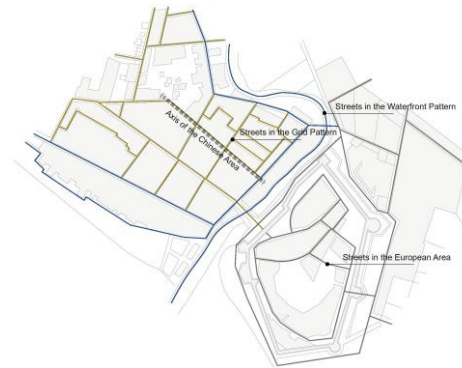 Streets in the Waterfront Pattern
Streets in the Grid Pattern
Axis of the Chinese Area
Streets in the European Area